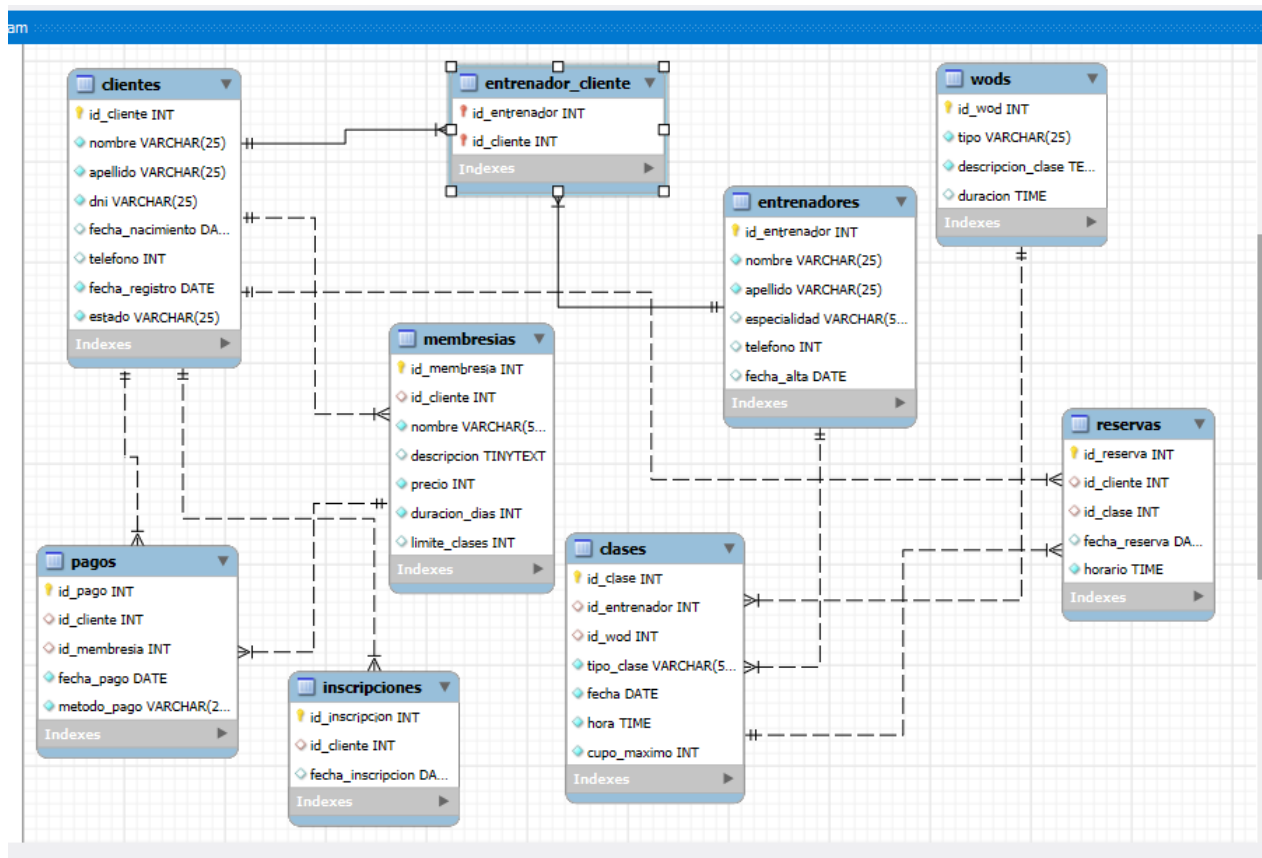 am
clientes
id_cliente INT
nombre VARCHAR(25)
apellido VARCHAR(25)
dni VARCHAR(25)
fecha_nacimiento DA...
telefono INT
fecha_registro DATE
estado VARCHAR(25)
Indexes
entrenador_cliente
id_entrenador INT
id_cliente INT
Indexes
wods
id_wod INT
tipo VARCHAR(25)
descripcion_clase TE...
duracion TIME
Indexes
entrenadores
id_entrenador INT
nombre VARCHAR(25)
apellido VARCHAR(25)
especialidad VARCHAR(5...
telefono INT
fecha_alta DATE
Indexes
membresias
id_membresia INT
id_cliente INT
nombre VARCHAR(5...
descripcion TINYTEXT
precio INT
duracion_dias INT
limite_clases INT
Indexes
reservas
id_reserva INT
id_cliente INT
id_clase INT
fecha_reserva DA...
horario TIME
Indexes
pagos
id_pago INT
id_cliente INT
id_membresia INT
fecha_pago DATE
metodo_pago VARCHAR(2...
Indexes
clases
id_clase INT
id_entrenador INT
id_wod INT
tipo_clase VARCHAR(5...
fecha DATE
hora TIME
cupo_maximo INT
Indexes
inscripciones
id_inscripcion INT
id_cliente INT
fecha_inscripcion DA...
Indexes